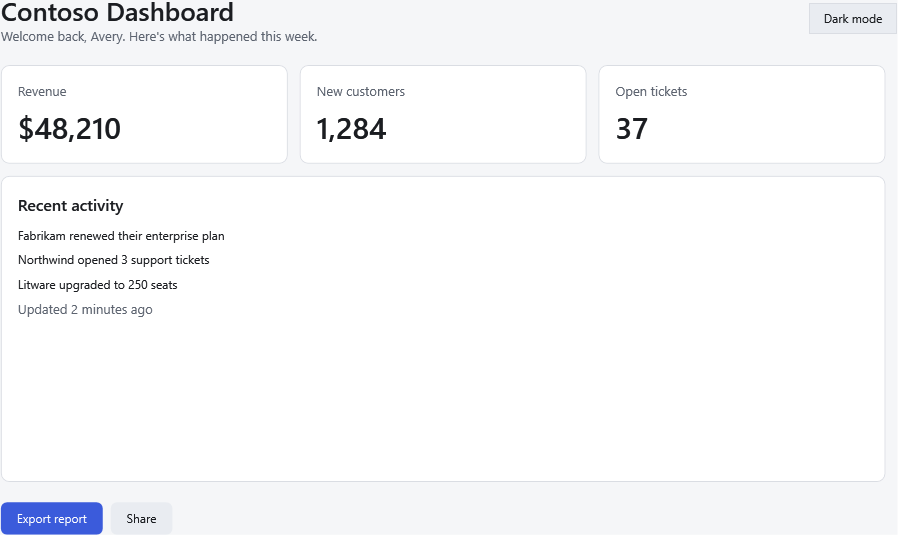 Contoso Dashboard
Dark mode
Welcome back, Avery. Here's what happened this week.
Revenue
$48,210
New customers
1,284
Open tickets
37
Recent activity
Fabrikam renewed their enterprise plan
Northwind opened 3 support tickets
Litware upgraded to 250 seats
Updated 2 minutes ago
Export report
Share